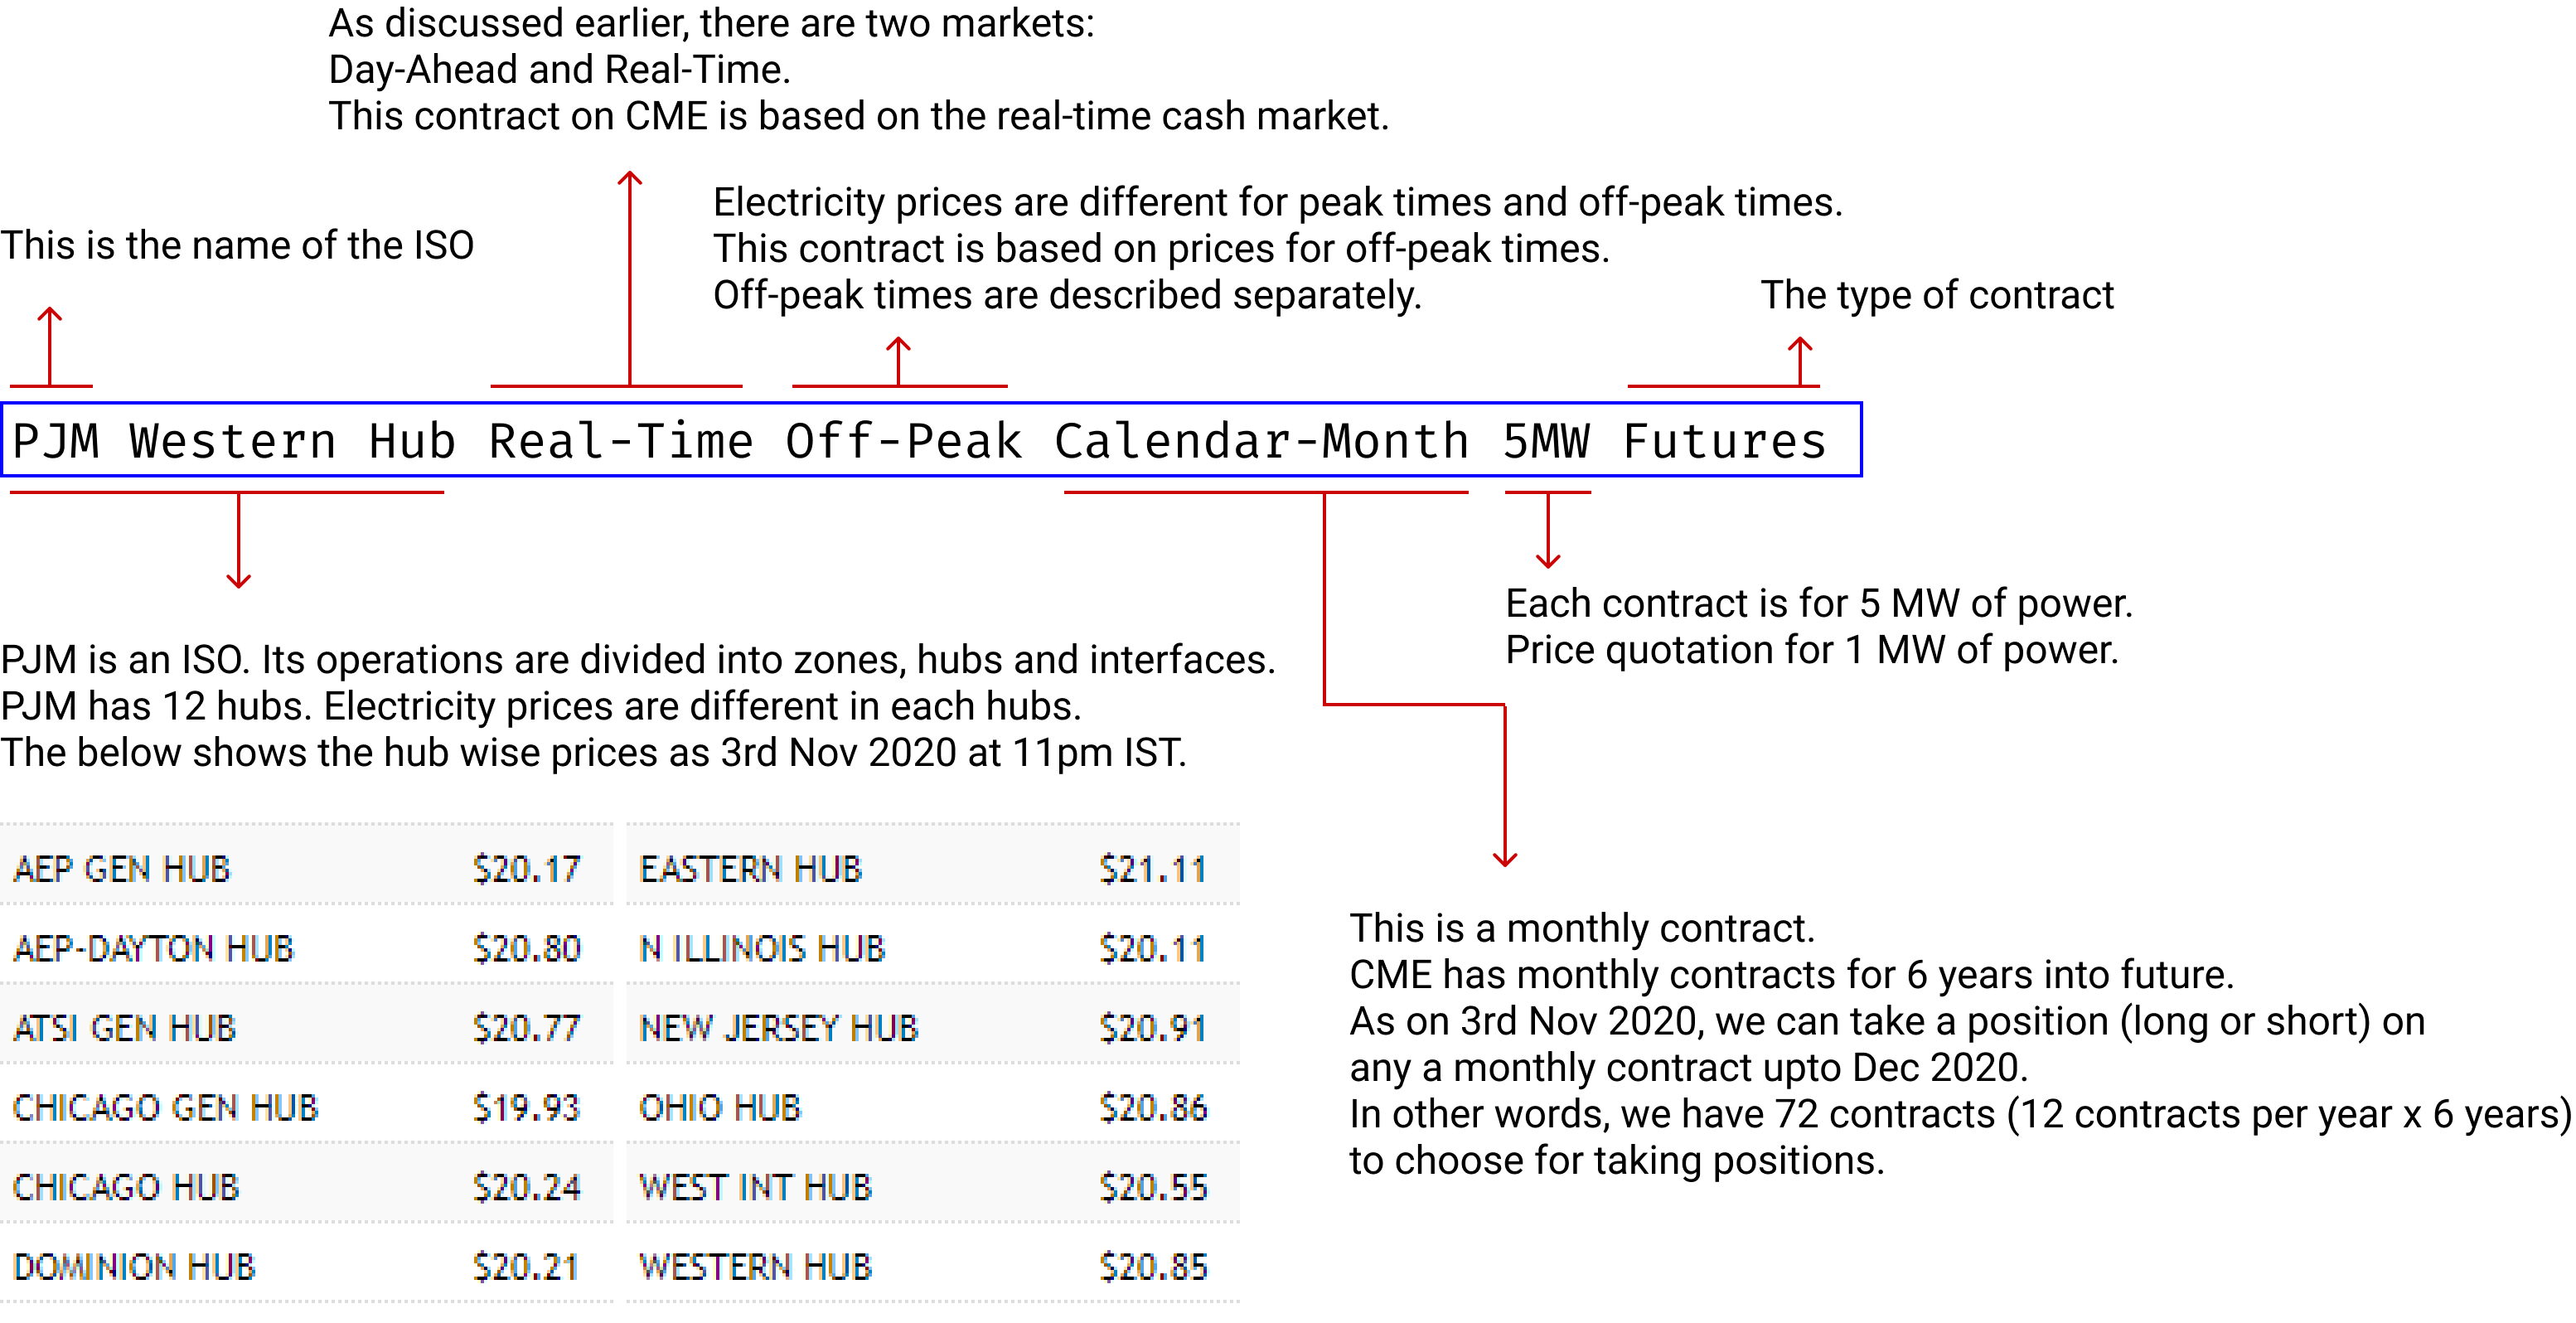 As discussed earlier, there are two markets:
Day-Ahead and Real-Time.
This contract on CME is based on the real-time cash market.
Electricity prices are different for peak times and off-peak times.
This contract is based on prices for off-peak times.
Off-peak times are described separately.
This is the name of the ISO
The type of contract
PJM Western Hub Real-Time Off-Peak Calendar-Month 5MW Futures
Each contract is for 5 MW of power.
Price quotation for 1 MW of power.
PJM is an ISO. Its operations are divided into zones, hubs and interfaces.
PJM has 12 hubs. Electricity prices are different in each hubs.
The below shows the hub wise prices as 3rd Nov 2020 at 11pm IST.
AEP GEN HUB $20.17 EASTERN HUB $21.11
AEP-DAYTON HUB $20.80 N ILLINOIS HUB $20.11
ATSI GEN HUB $20.77 NEW JERSEY HUB $20.91
CHICAGO GEN HUB $19.93 OHIO HUB $20.86
CHICAGO HUB $20.24 WEST INT HUB $20.55
DOMINION HUB $20.21 WESTERN HUB $20.85
This is a monthly contract.
CME has monthly contracts for 6 years into future.
As on 3rd Nov 2020, we can take a position (long or short) on
any a monthly contract upto Dec 2020.
In other words, we have 72 contracts (12 contracts per year x 6 years)
to choose for taking positions.